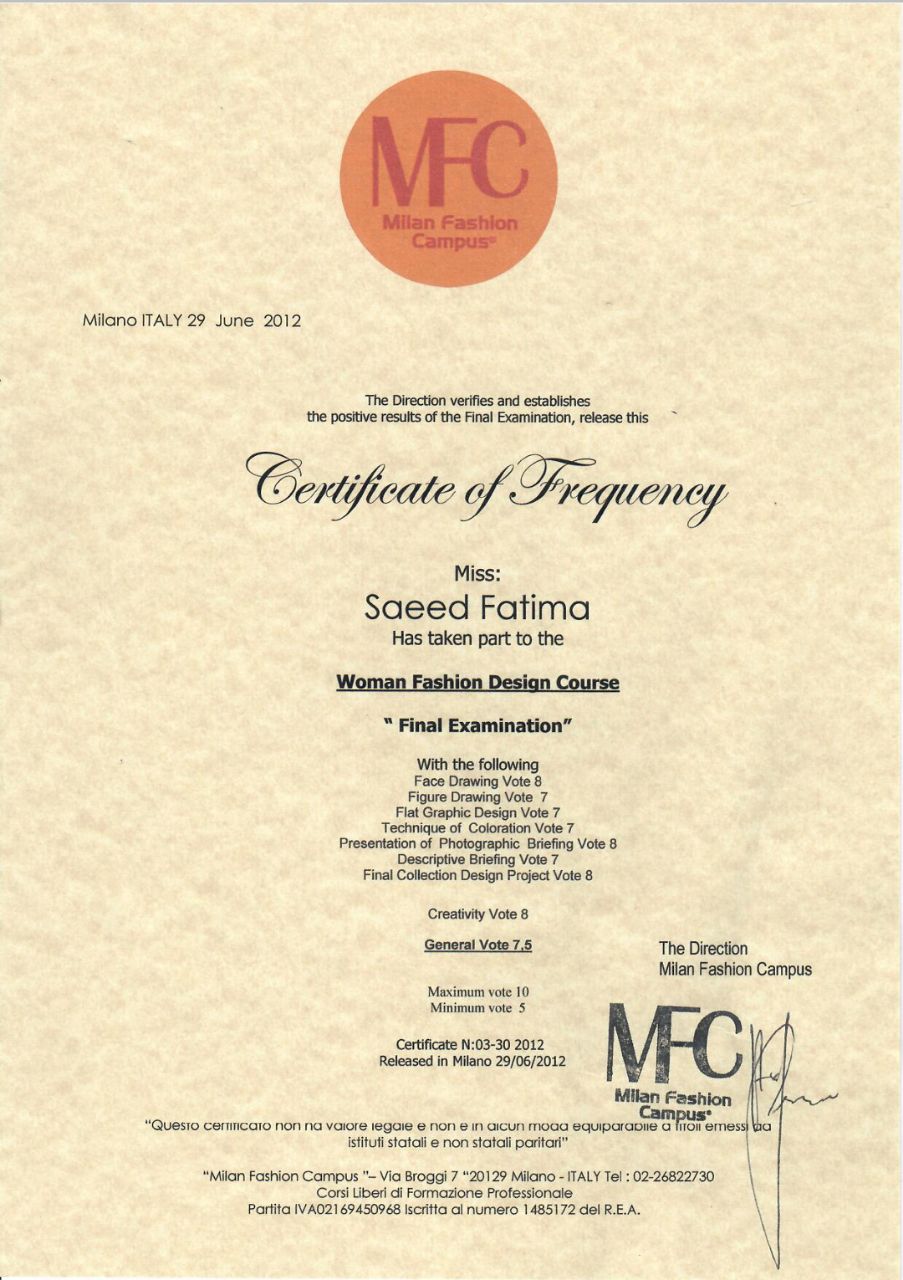 MFC
Milan Fashion
Campus®
Milano ITALY 29 June 2012
The Direction verifies and establishes
the positive results of the Final Examination, release this
Certificate of Frequency
Miss:
Saeed Fatima
Has taken part to the
Woman Fashion Design Course
“ Final Examination”
With the following
Face Drawing Vote 8
Figure Drawing Vote 7
Flat Graphic Design Vote 7
Technique of Coloration Vote 7
Presentation of Photographic Briefing Vote 8
Descriptive Briefing Vote 7
Final Collection Design Project Vote 8
Creativity Vote 8
General Vote 7,5
The Direction
Milan Fashion Campus
Maximum vote 10
Minimum vote 5
Certificate N:03-30 2012
Released in Milano 29/06/2012
MFC
Milan Fashion
Campus®
“Questo certificato non ha valore legale e non è in alcun moda equiparabile a titoli emessi da
istituti statali e non statali paritari”
“Milan Fashion Campus ”– Via Broggi 7 “20129 Milano - ITALY Tel : 02-26822730
Corsi Liberi di Formazione Professionale
Partita IVA02169450968 Iscritta al numero 1485172 del R.E.A.